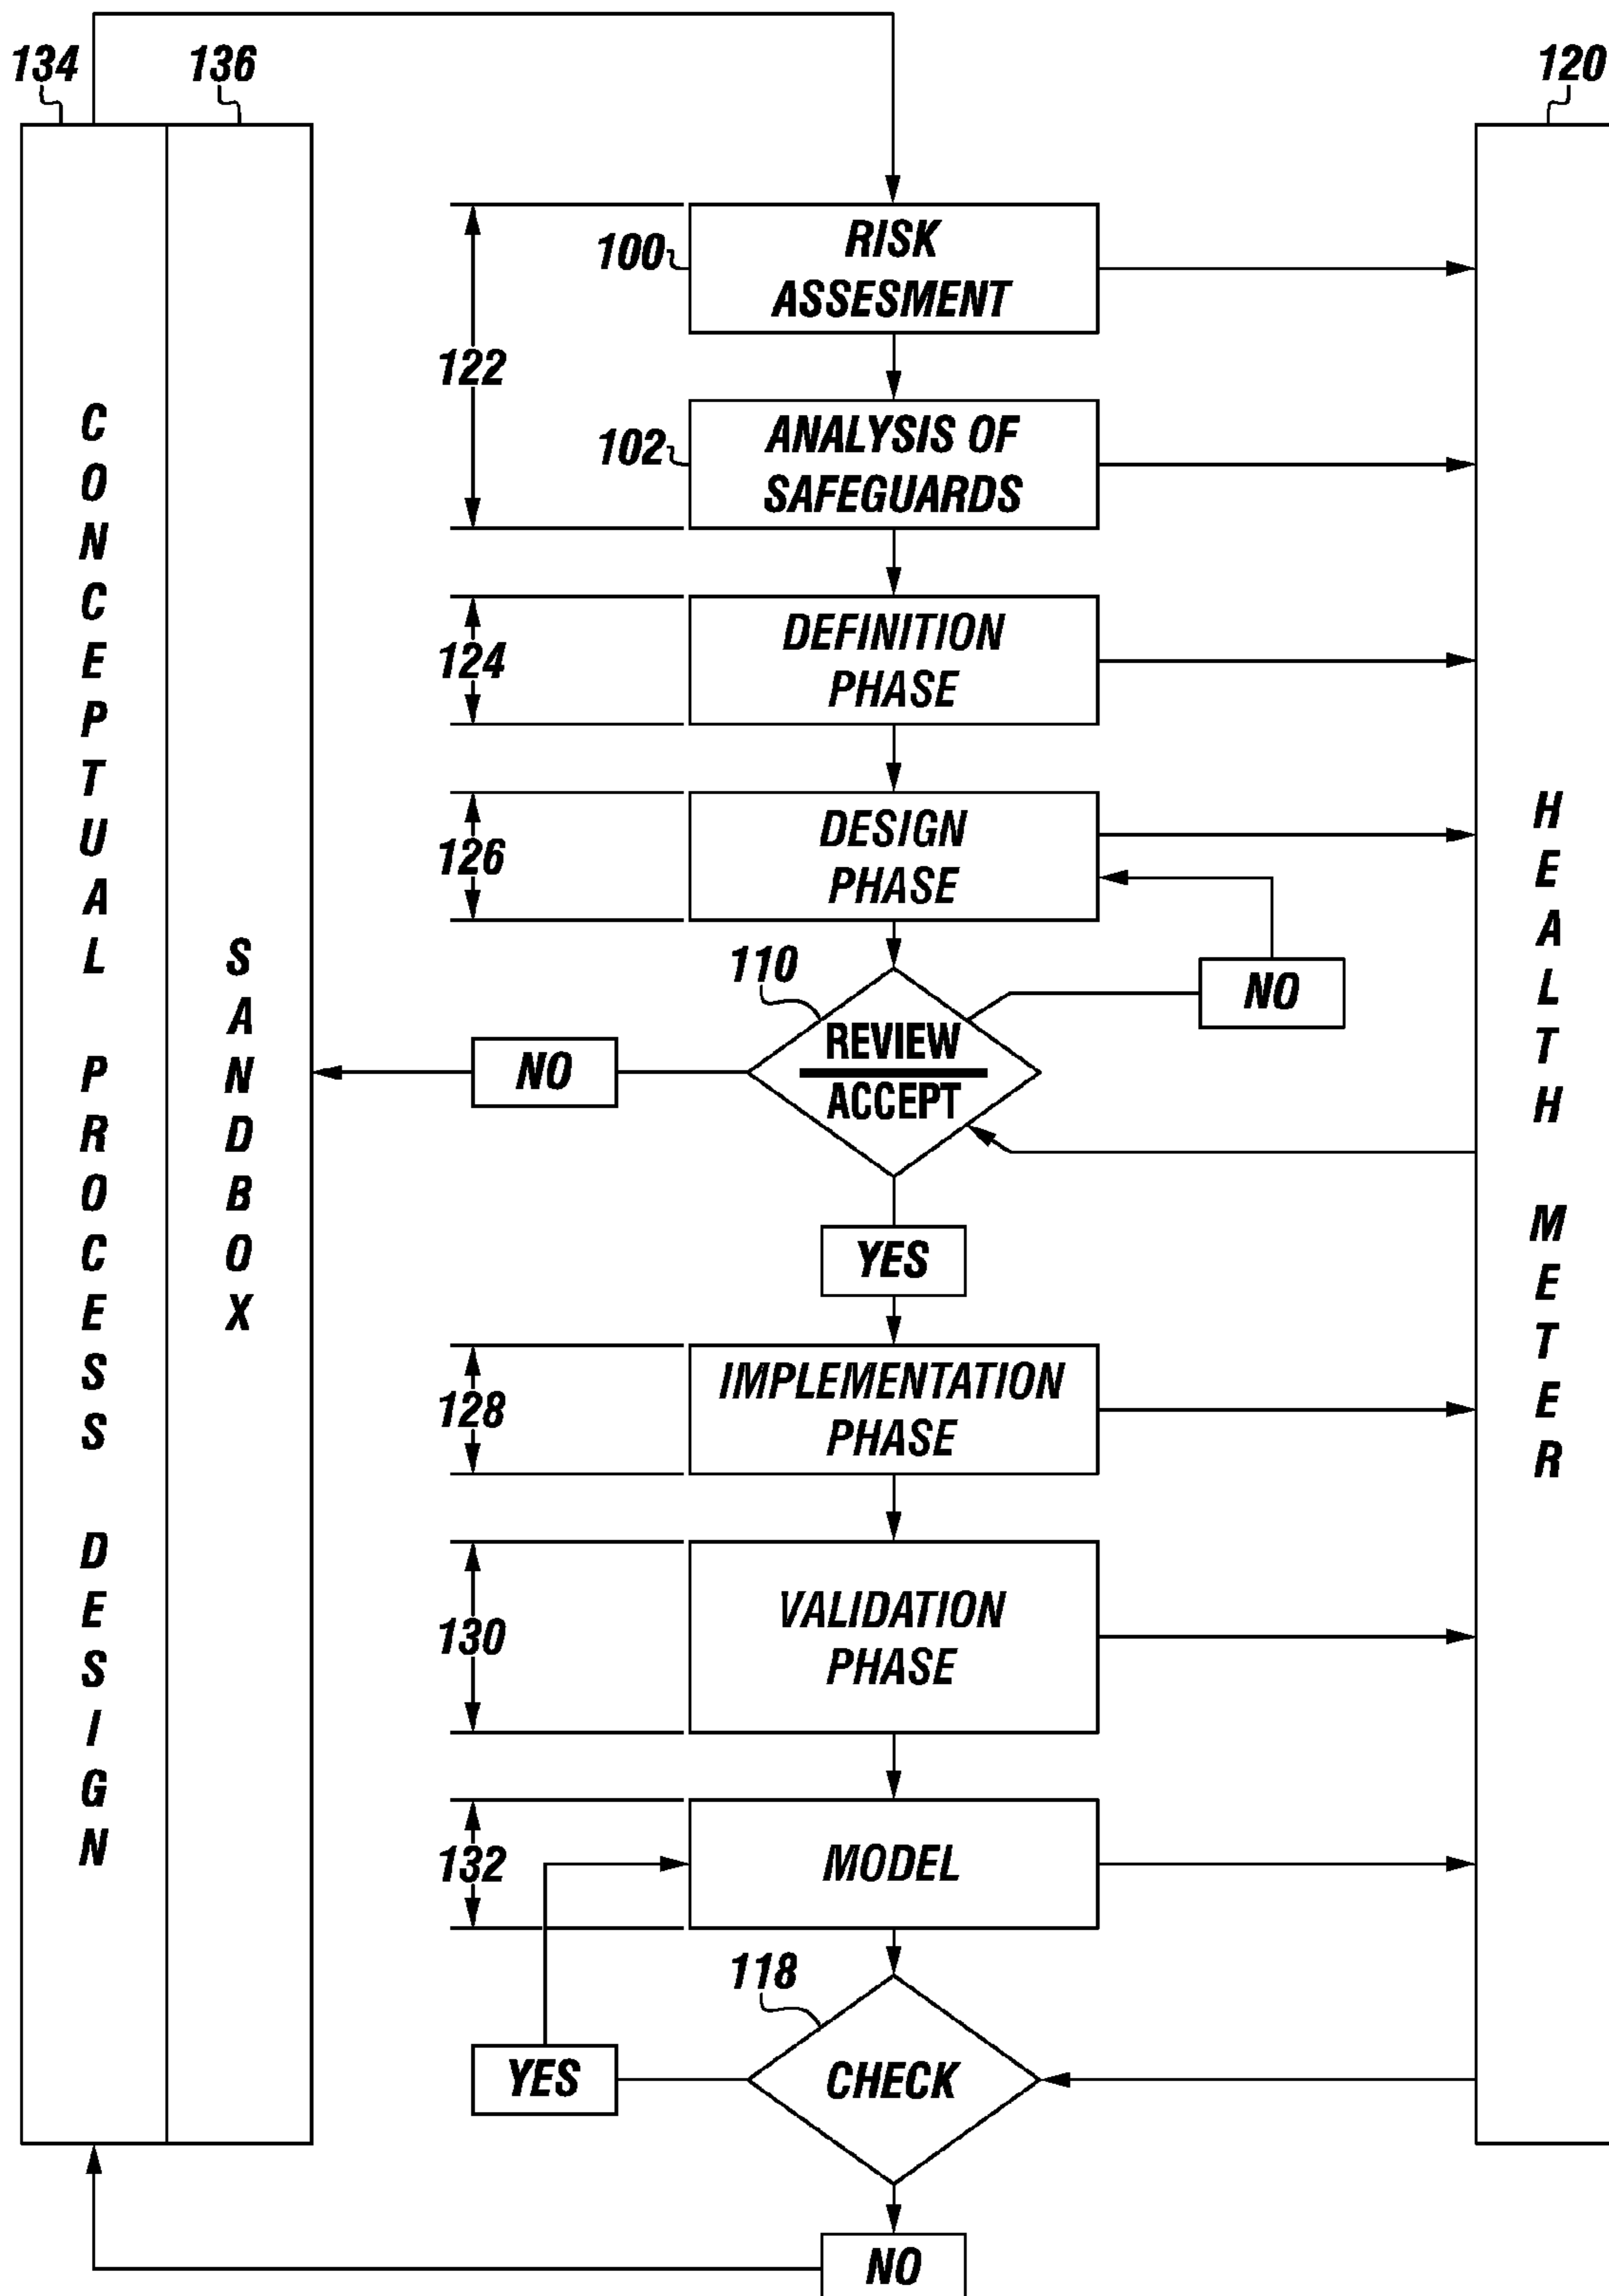 134
136
120
CONCEPTUAL PROCESS DESIGN
SANDBOX
HEALTH METER
122
100
RISK
ASSESMENT
102
ANALYSIS OF
SAFEGUARDS
124
DEFINITION
PHASE
126
DESIGN
PHASE
110
NO
REVIEW
ACCEPT
NO
YES
128
IMPLEMENTATION
PHASE
130
VALIDATION
PHASE
132
MODEL
118
YES
CHECK
NO